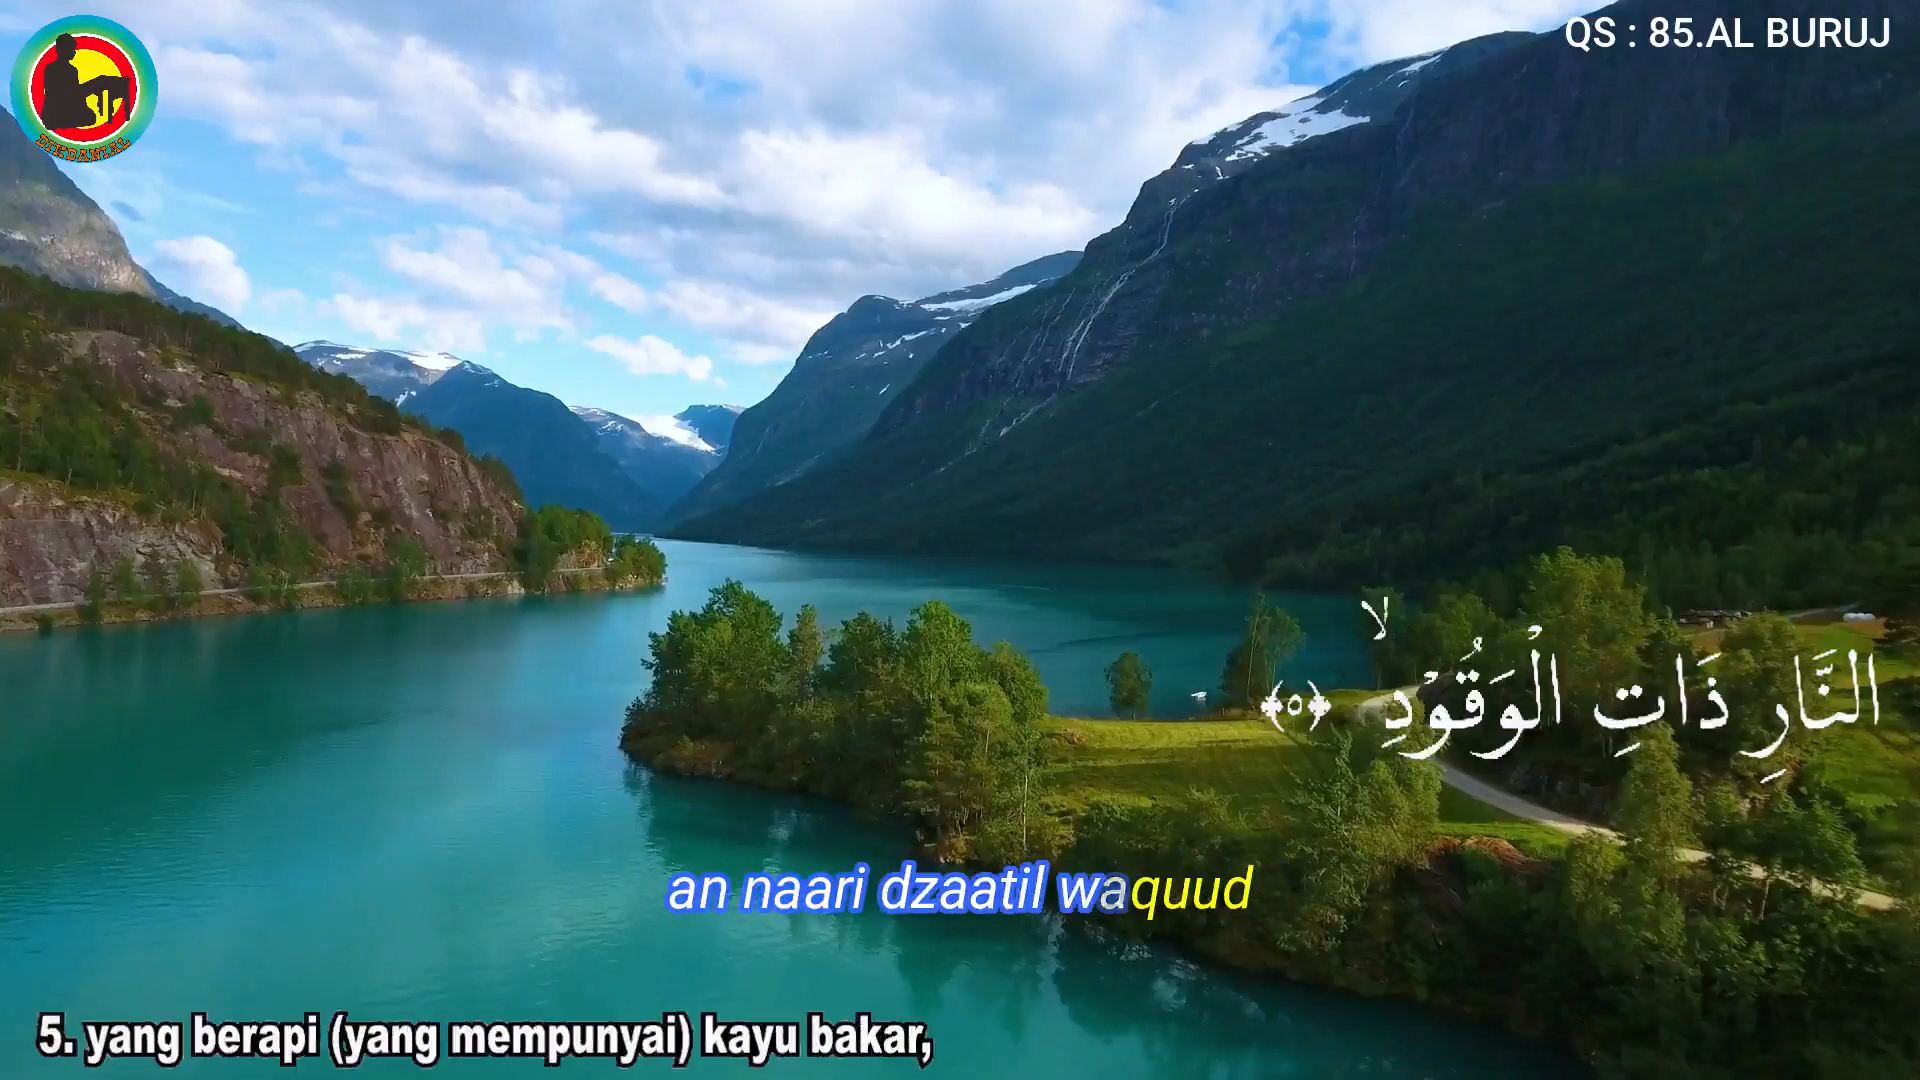 QS : 85.AL BURUJ
DIKDANIAL
النَّارِ ذَاتِ الْوَقُوْدِۙ ﴿٥﴾
an naari dzaatil waquud
5. yang berapi (yang mempunyai) kayu bakar,